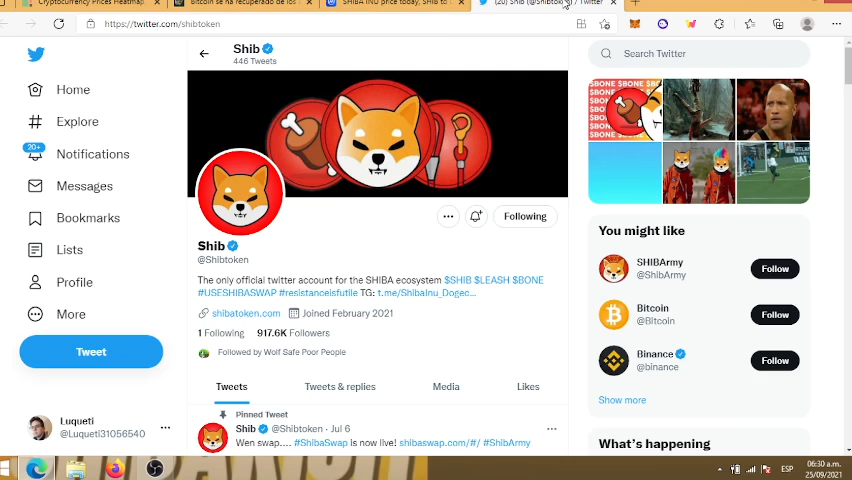 Cryptocurrency Prices Heatmap
Bitcoin se ha recuperado de los
SHIBA INU price today, SHIB to
(20) Shib (@Shibtoken) / Twitter
https://twitter.com/shibtoken
Shib
446 Tweets
Search Twitter
Home
Explore
20+
Notifications
Messages
Bookmarks
Lists
Profile
More
Tweet
Luqueti
@Luqueti31056540
$BONE $BONE $BONE
Following
Shib
@Shibtoken
The only official twitter account for the SHIBA ecosystem $SHIB $LEASH $BONE
#USESHIBASWAP #resistanceisfutile TG: t.me/ShibaInu_Dogec...
shibatoken.com Joined February 2021
1 Following 917.6K Followers
Followed by Wolf Safe Poor People
Tweets Tweets & replies Media Likes
Pinned Tweet
Shib @Shibtoken · Jul 6
Wen swap.... #ShibaSwap is now live! shibaswap.com/#/ #ShibArmy
You might like
SHIBArmy
@ShibArmy
Follow
Bitcoin
@BItcoin
Follow
Binance
@binance
Follow
Show more
What's happening
ESP
06:30 a.m.
25/09/2021